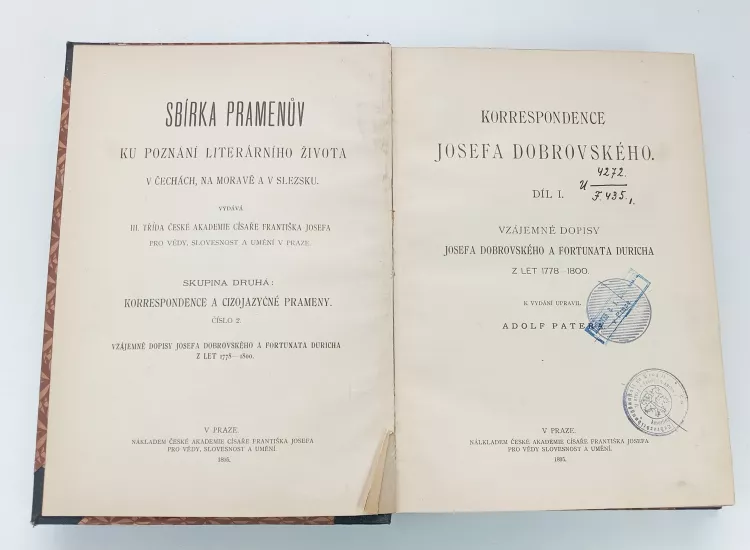 SBÍRKA PRAMENŮV
KU POZNÁNÍ LITERÁRNÍHO ŽIVOTA
V ČECHÁCH, NA MORAVĚ A V SLEZSKU.
VYDÁVÁ
III. TŘÍDA ČESKÉ AKADEMIE CÍSAŘE FRANTIŠKA JOSEFA
PRO VĚDY, SLOVESNOST A UMĚNÍ V PRAZE.
SKUPINA DRUHÁ:
KORRESPONDENCE A CIZOJAZYČNÉ PRAMENY.
ČÍSLO 2.
VZÁJEMNÉ DOPISY JOSEFA DOBROVSKÉHO A FORTUNATA DURICHA
Z LET 1778—1800.
V PRAZE.
NÁKLADEM ČESKÉ AKADEMIE CÍSAŘE FRANTIŠKA JOSEFA
PRO VĚDY, SLOVESNOST A UMĚNÍ.
1895.
KORRESPONDENCE
JOSEFA DOBROVSKÉHO.
DÍL I.
4272.
F. 435.
VZÁJEMNÉ DOPISY
JOSEFA DOBROVSKÉHO A FORTUNATA DURICHA
Z LET 1778—1800.
K VYDÁNÍ UPRAVIL
ADOLF PATERA
V PRAZE.
NÁKLADEM ČESKÉ AKADEMIE CÍSAŘE FRANTIŠKA JOSEFA
PRO VĚDY, SLOVESNOST A UMĚNÍ.
1895.